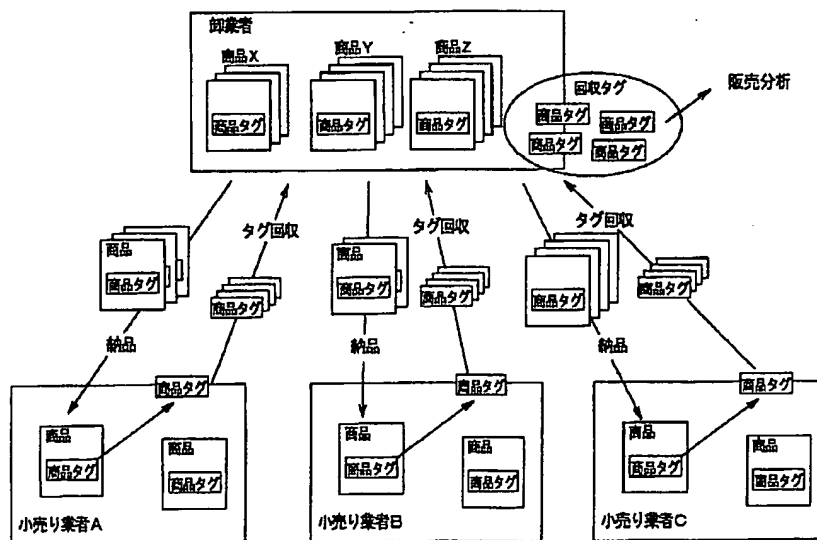 卸業者
商品X
商品Y
商品Z
商品タグ
商品タグ
商品タグ
回収タグ
商品タグ
商品タグ
商品タグ
商品タグ
販売分析
商品
商品タグ
タグ回収
商品タグ
納品
商品
商品タグ
タグ回収
商品タグ
納品
商品タグ
タグ回収
商品タグ
納品
商品タグ
商品
商品タグ
商品
商品タグ
小売り業者A
商品タグ
商品
商品タグ
商品
商品タグ
小売り業者B
商品タグ
商品
商品タグ
商品
商品タグ
小売り業者C